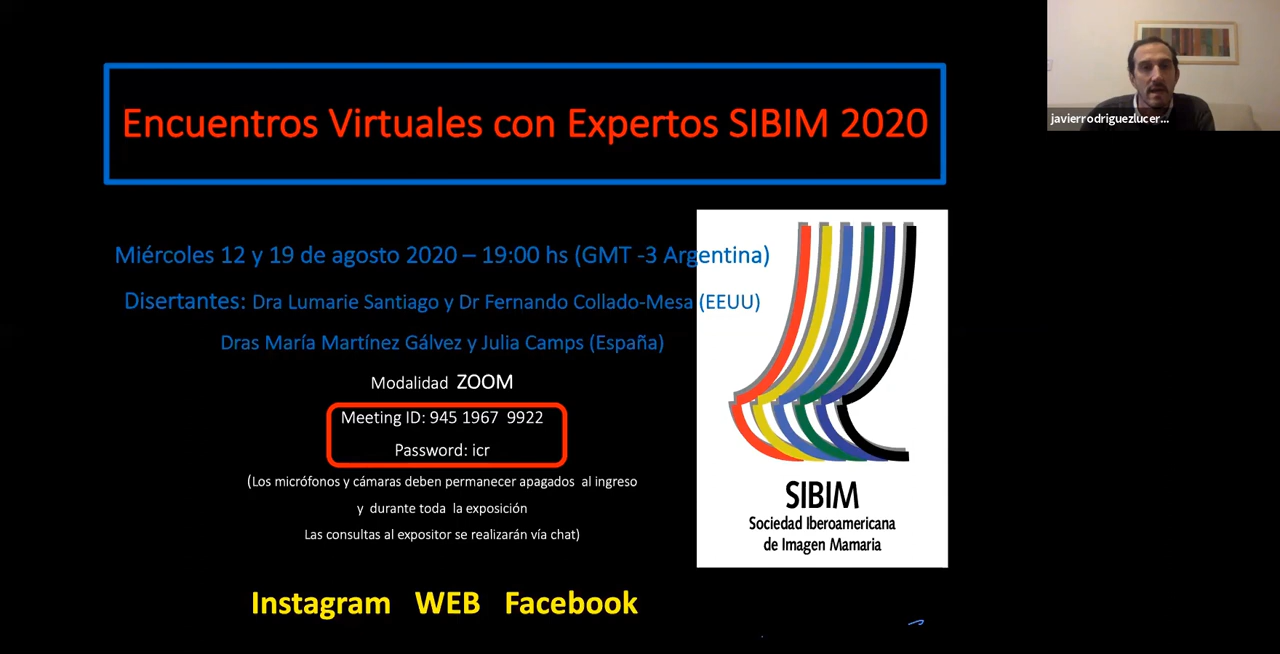 Encuentros Virtuales con Expertos SIBIM 2020
javierrodriguezlucer...
Miércoles 12 y 19 de agosto 2020 – 19:00 hs (GMT -3 Argentina)
Disertantes: Dra Lumarie Santiago y Dr Fernando Collado-Mesa (EEUU)
Dras María Martínez Gálvez y Julia Camps (España)
Modalidad ZOOM
Meeting ID: 945 1967 9922
Password: icr
(Los micrófonos y cámaras deben permanecer apagados al ingreso
y durante toda la exposición
Las consultas al expositor se realizarán vía chat)
SIBIM
Sociedad Iberoamericana
de Imagen Mamaria
Instagram WEB Facebook